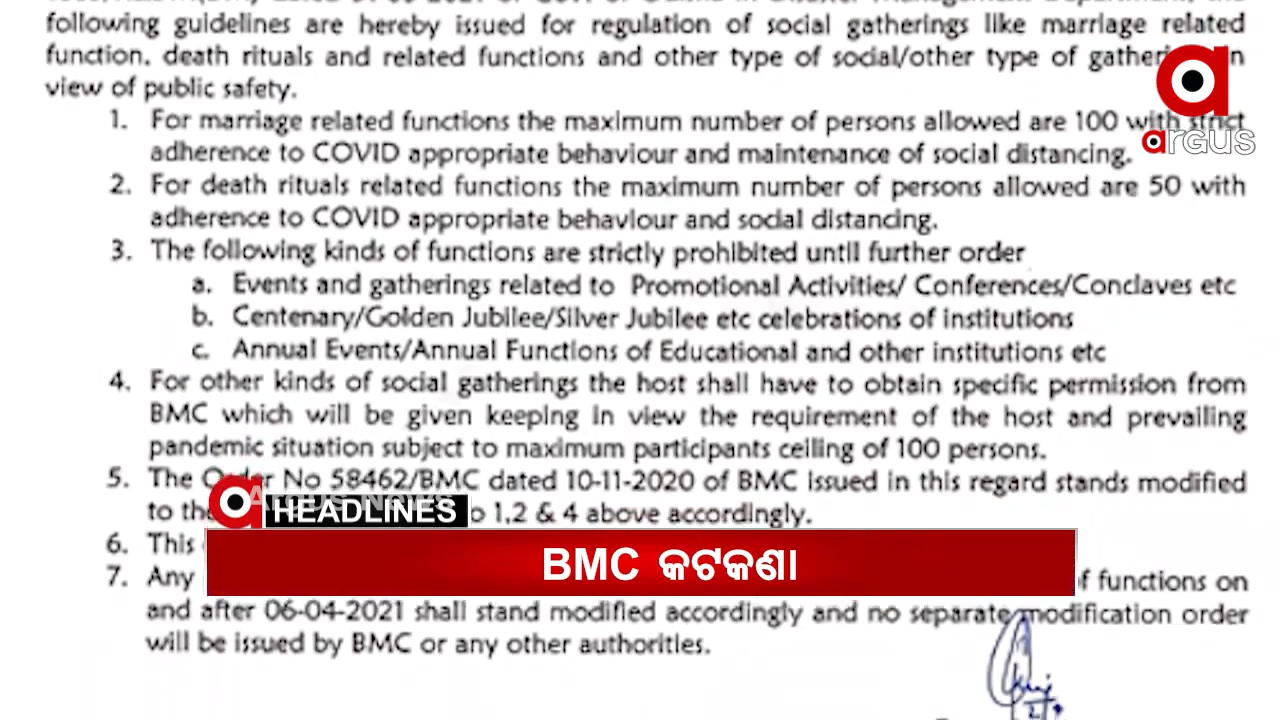 following guidelines are hereby issued for regulation of social gatherings like marriage related
function, death rituals and related functions and other type of social/other type of
view of public safety.
1. For marriage related functions the maximum number of persons allowed are 100 with strict
adherence to COVID appropriate behaviour and maintenance of social distancing.
argus
2. For death rituals related functions the maximum number of persons allowed are 50 with
adherence to COVID appropriate behaviour and social distancing.
3. The following kinds of functions are strictly prohibited until further order
a. Events and gatherings related to Promotional Activities/ Conferences/Conclaves etc
b. Centenary/Golden Jubilee/Silver Jubilee etc celebrations of institutions
c. Annual Events/Annual Functions of Educational and other institutions etc
4. For other kinds of social gatherings the host shall have to obtain specific permission from
BMC which will be given keeping in view the requirement of the host and prevailing
pandemic situation subject to maximum participants ceiling of 100 persons.
5. The Order No 58462/BMC dated 10-11-2020 of BMC issued in this regard stands modified
to 1,2 & 4 above accordingly.
HEADLINES
6. This
BMC କଟକଣା
7. Any of functions on
and after 06-04-2021 shall stand modified accordingly and no separate modification order
will be issued by BMC or any other authorities.